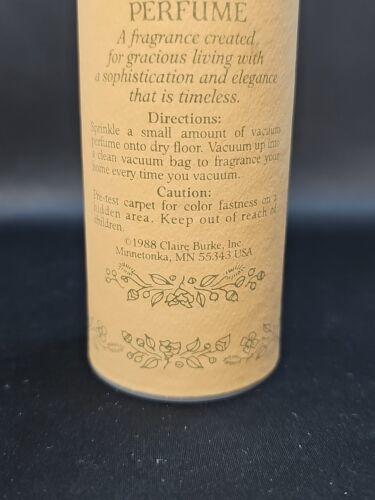 PERFUME
A fragrance created
for gracious living with
a sophistication and elegance
that is timeless.
Directions:
Sprinkle a small amount of vacuum
perfume onto dry floor. Vacuum up into
a clean vacuum bag to fragrance your
home every time you vacuum.
Caution:
Pre-test carpet for color fastness on a
hidden area. Keep out of reach of
children.
©1988 Claire Burke, Inc.
Minnetonka, MN 55343 USA